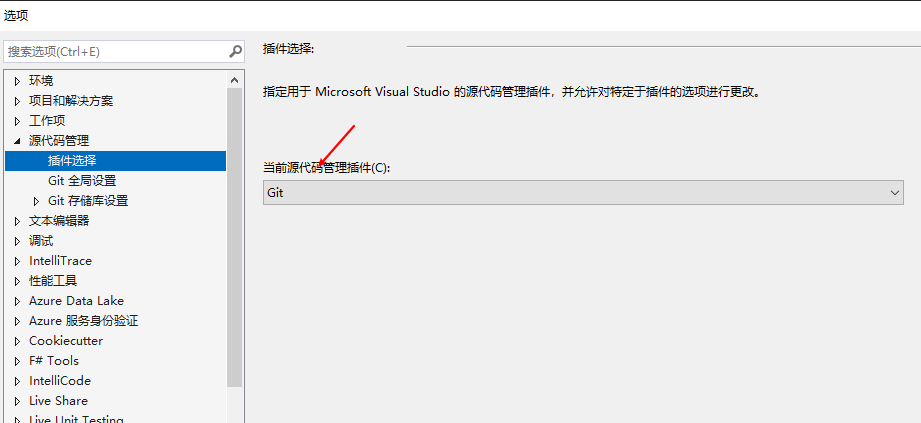 选项
搜索选项(Ctrl+E)
环境
项目和解决方案
工作项
源代码管理
插件选择
Git 全局设置
Git 存储库设置
文本编辑器
调试
IntelliTrace
性能工具
Azure Data Lake
Azure 服务身份验证
Cookiecutter
F# Tools
IntelliCode
Live Share
Live Unit Testing
插件选择:
指定用于 Microsoft Visual Studio 的源代码管理插件，并允许对特定于插件的选项进行更改。
当前源代码管理插件(C):
Git